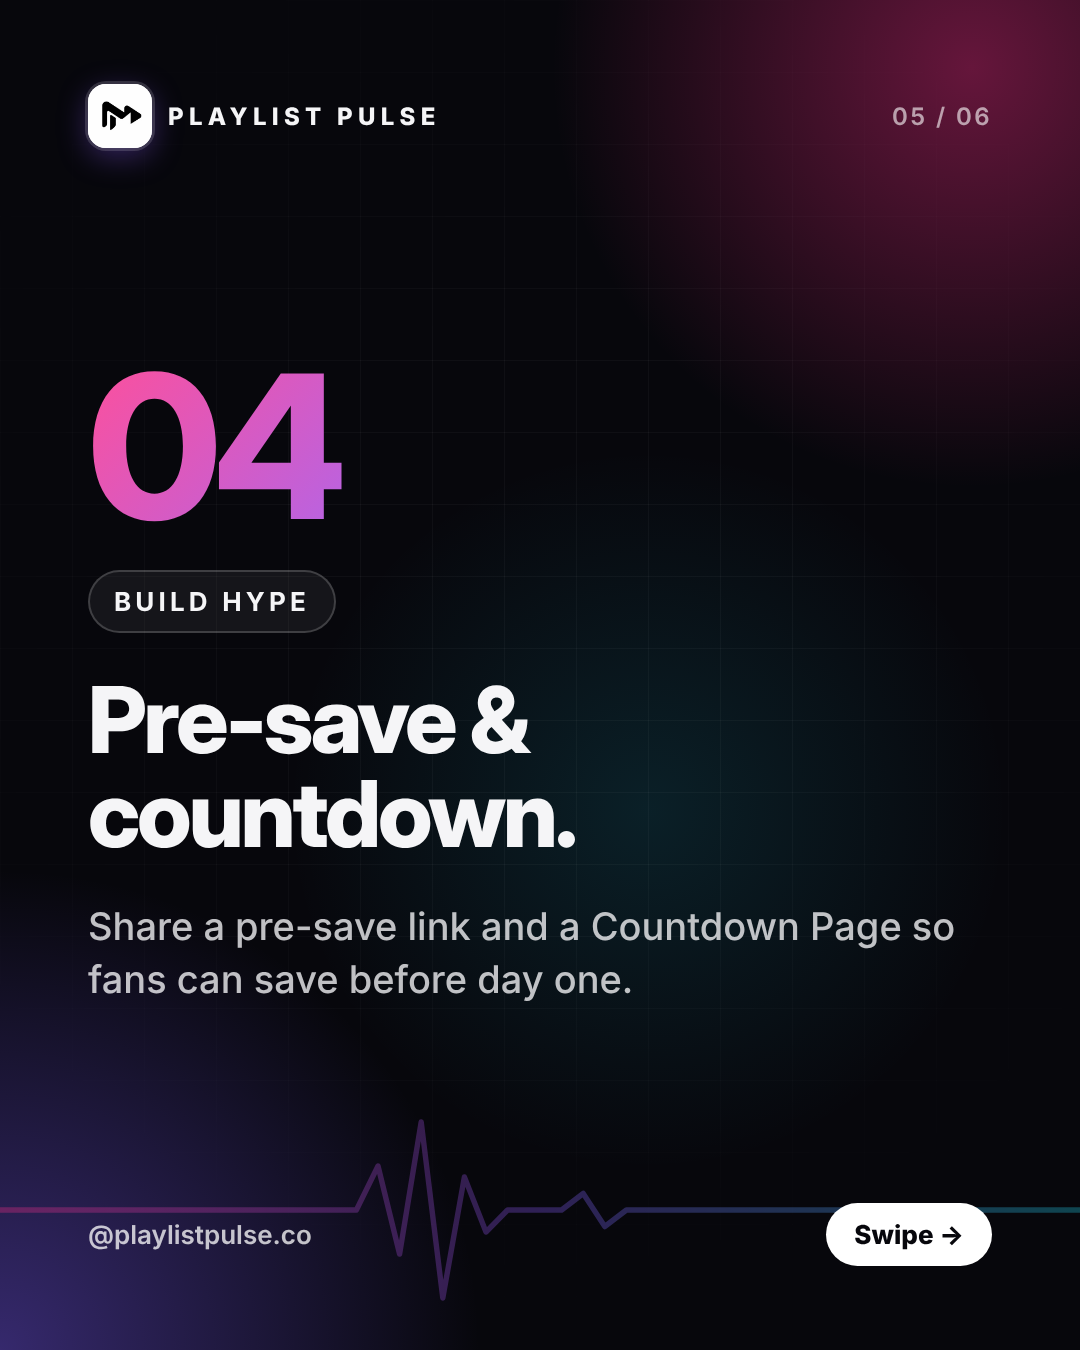 PLAYLIST PULSE
05 / 06
04
BUILD HYPE
Pre-save &
countdown.
Share a pre-save link and a Countdown Page so
fans can save before day one.
@playlistpulse.co
Swipe →